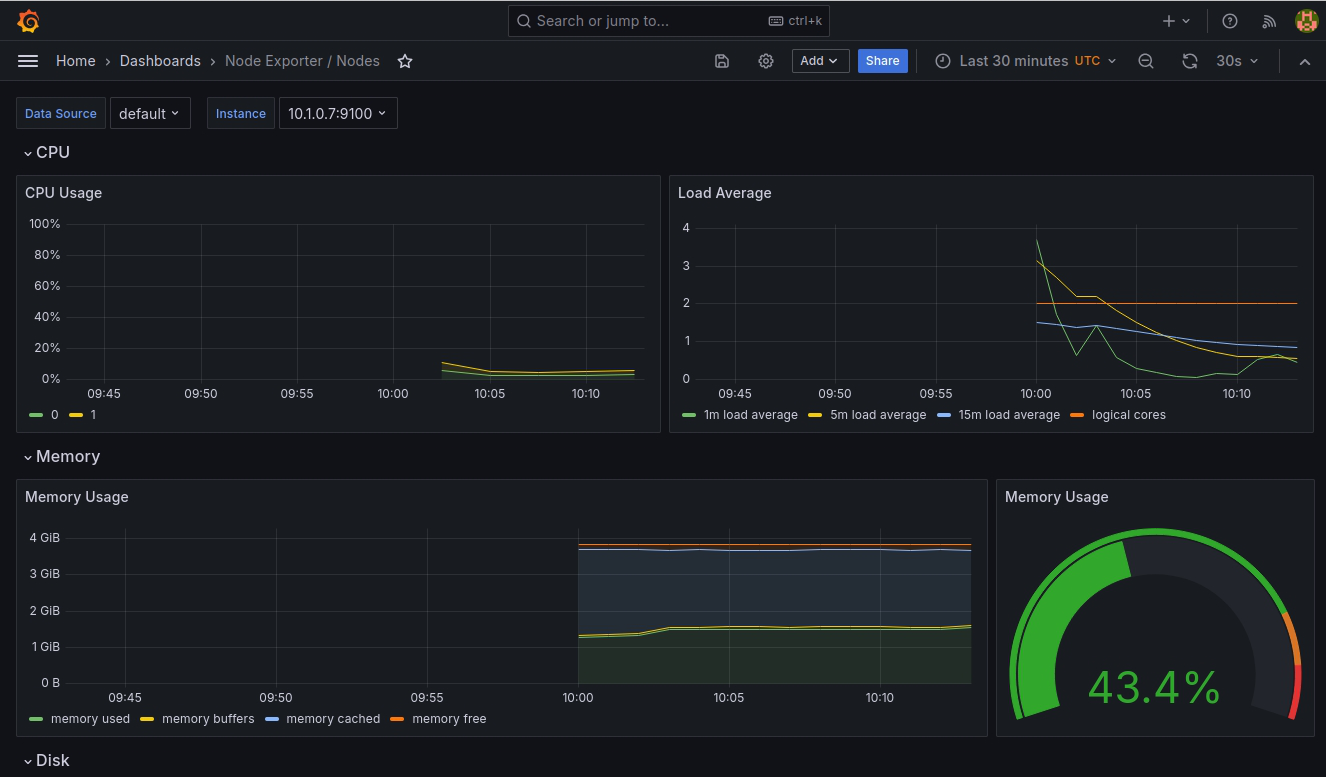 Search or jump to... ctrl+k
Home › Dashboards › Node Exporter / Nodes Add Share Last 30 minutes UTC 30s
Data Source default Instance 10.1.0.7:9100
CPU
CPU Usage
100%
80%
60%
40%
20%
0%
09:45 09:50 09:55 10:00 10:05 10:10
0 1
Load Average
4
3
2
1
0
09:45 09:50 09:55 10:00 10:05 10:10
1m load average 5m load average 15m load average logical cores
Memory
Memory Usage
4 GiB
3 GiB
2 GiB
1 GiB
0 B
09:45 09:50 09:55 10:00 10:05 10:10
memory used memory buffers memory cached memory free
Memory Usage
43.4%
Disk